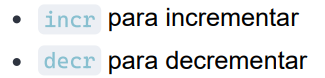 • incr para incrementar
• decr para decrementar